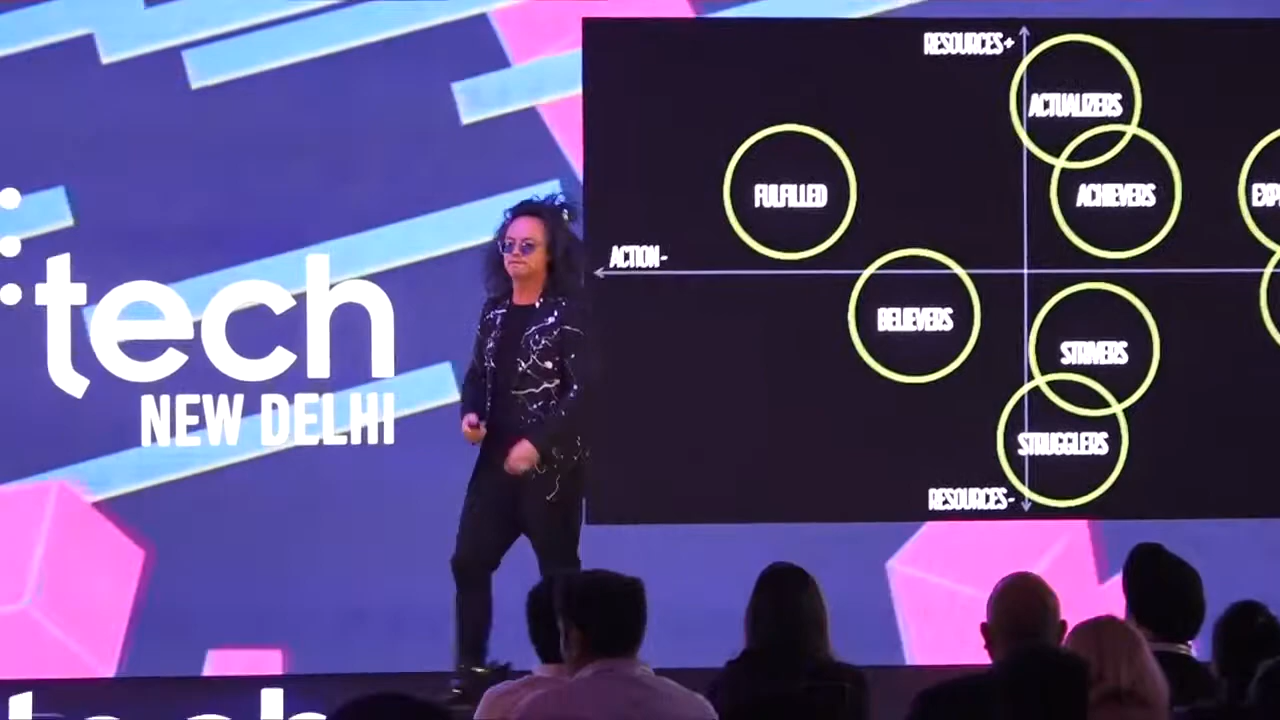 :tech
NEW DELHI
RESOURCES+
ACTUALIZERS
FULFILLED
ACHIEVERS
ACTION-
BELIEVERS
STRIVERS
STRUGGLERS
RESOURCES-